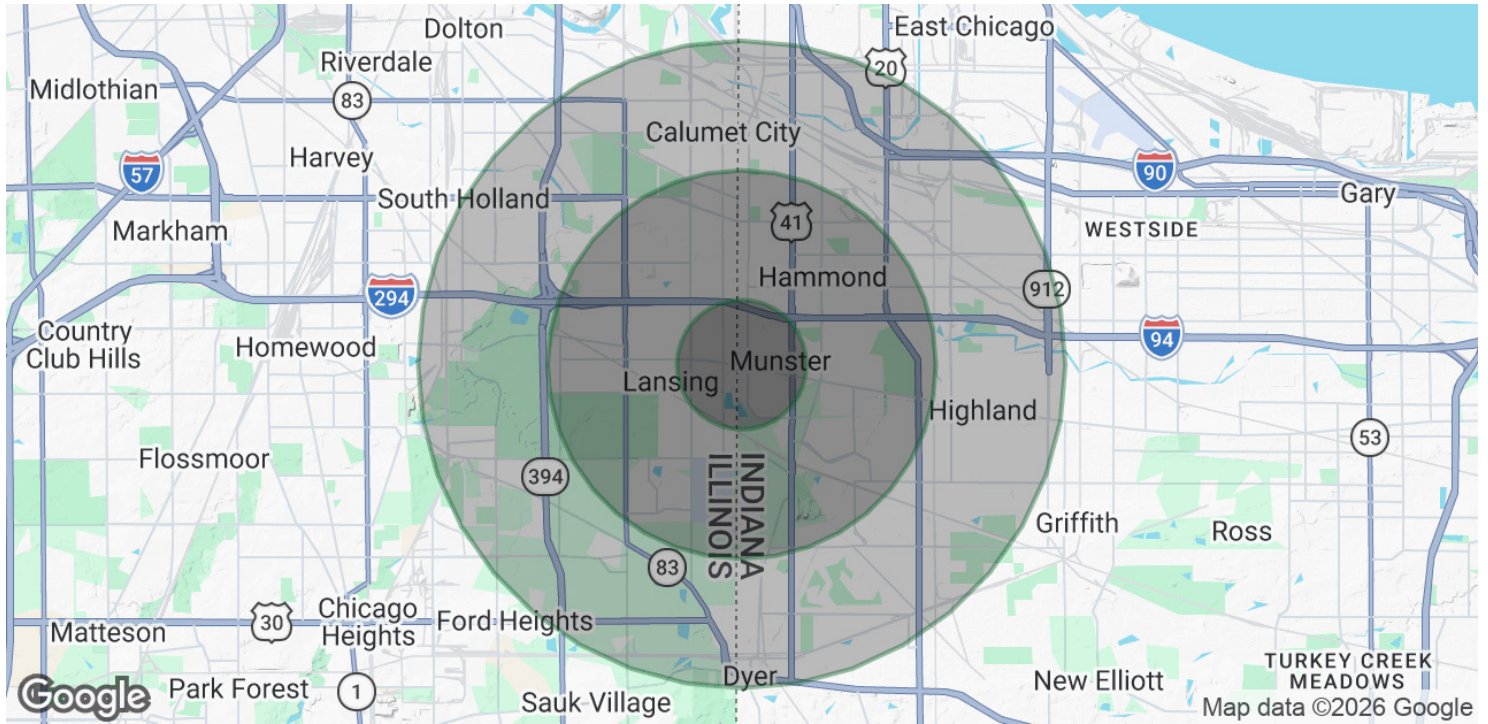 Dolton
East Chicago
Riverdale
20
Midlothian
83
Calumet City
Harvey
57
90
South Holland
Gary
41
Markham
WESTSIDE
Hammond
294
912
Country
Club Hills
Homewood
94
Munster
Lansing
Highland
53
Flossmoor
394
INDIANA
ILLINOIS
Griffith
Ross
83
30
Chicago
Heights
Ford Heights
Matteson
TURKEY CREEK
MEADOWS
Dyer
New Elliott
Park Forest
1
Sauk Village
Google
Map data ©2026 Google